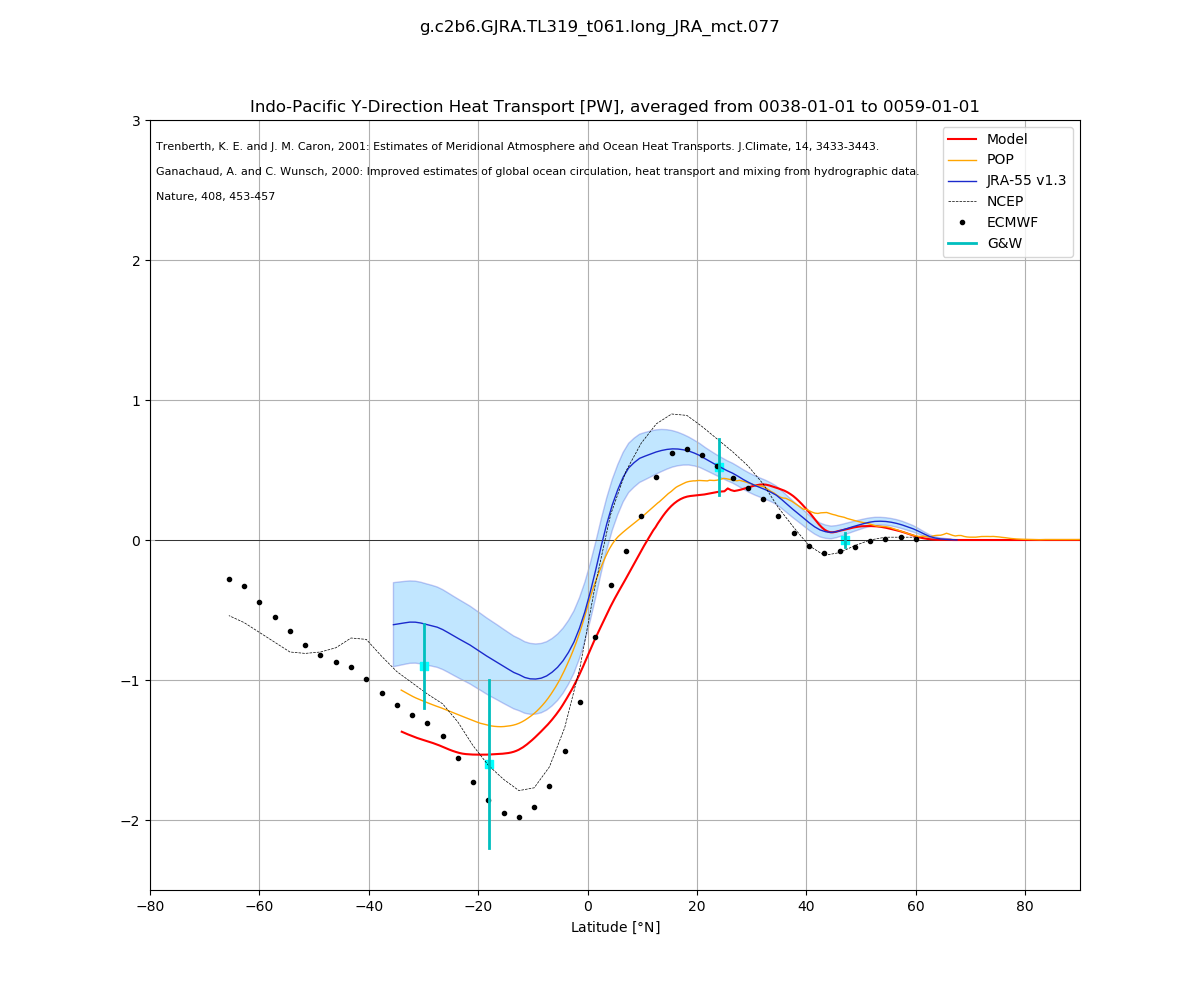 g.c2b6.GJRA.TL319_t061.long_JRA_mct.077
Indo-Pacific Y-Direction Heat Transport [PW], averaged from 0038-01-01 to 0059-01-01
Trenberth, K. E. and J. M. Caron, 2001: Estimates of Meridional Atmosphere and Ocean Heat Transports. J.Climate, 14, 3433-3443.
Ganachaud, A. and C. Wunsch, 2000: Improved estimates of global ocean circulation, heat transport and mixing from hydrographic data.
Nature, 408, 453-457
Model
POP
JRA-55 v1.3
NCEP
ECMWF
G&W
3
2
1
0
−1
−2
−80 −60 −40 −20 0 20 40 60 80
Latitude [°N]